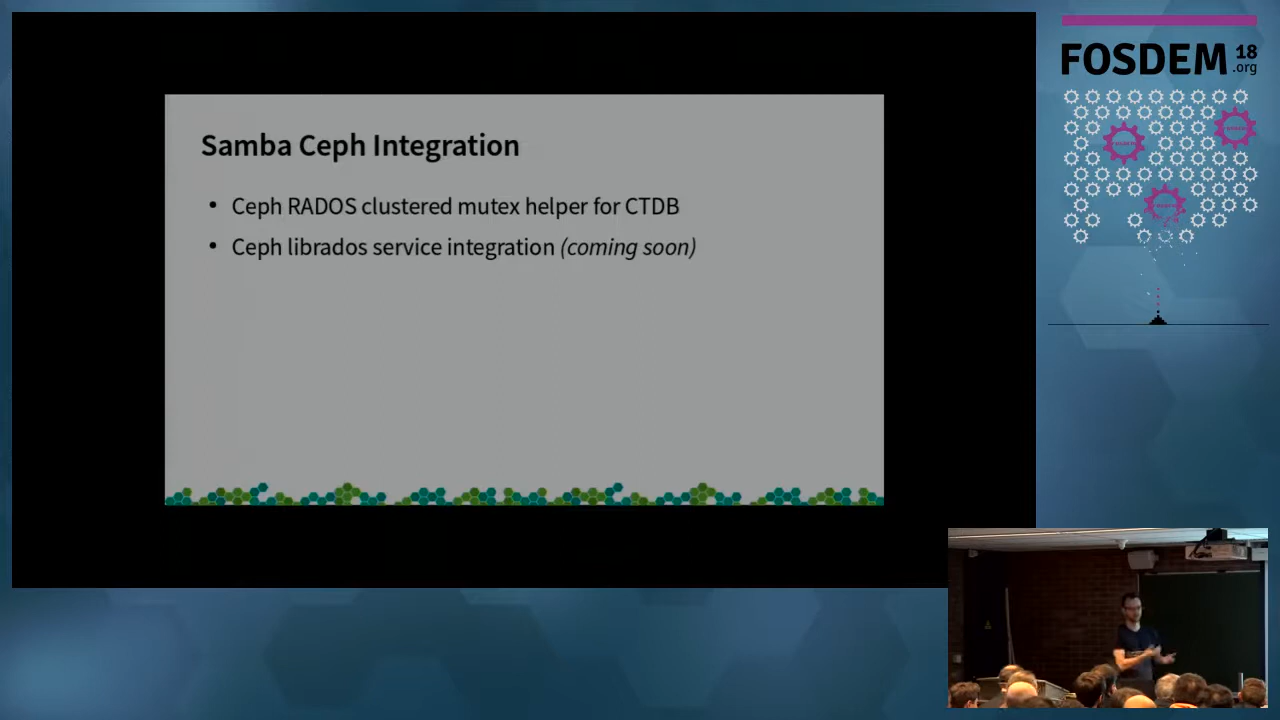 Samba Ceph Integration
• Ceph RADOS clustered mutex helper for CTDB
• Ceph librados service integration (coming soon)
FOSDEM 18
.org